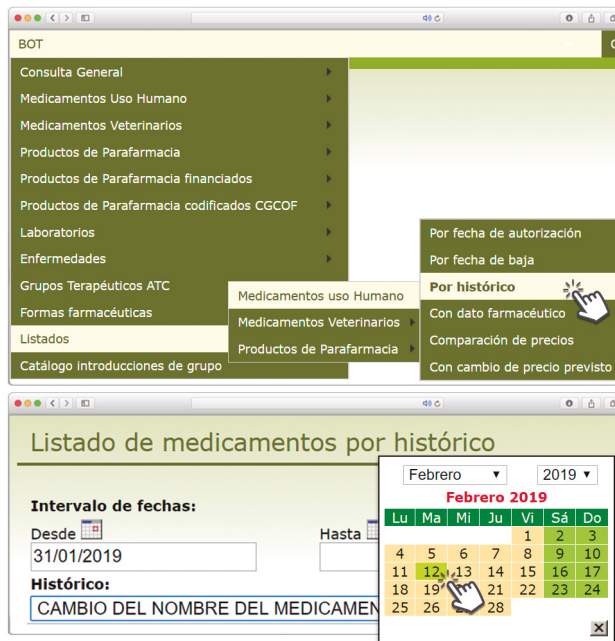 BOT
Consulta General
Medicamentos Uso Humano
Medicamentos Veterinarios
Productos de Parafarmacia
Productos de Parafarmacia financiados
Productos de Parafarmacia codificados CGCOF
Laboratorios
Enfermedades
Grupos Terapéuticos ATC
Formas farmacéuticas
Listados
Catálogo introducciones de grupo
Medicamentos uso Humano
Medicamentos Veterinarios
Productos de Parafarmacia
Por fecha de autorización
Por fecha de baja
Por histórico
Con dato farmacéutico
Comparación de precios
Con cambio de precio previsto
Listado de medicamentos por histórico
Intervalo de fechas:
Desde
Hasta
31/01/2019
Histórico:
CAMBIO DEL NOMBRE DEL MEDICAMEN
Febrero 2019
Febrero 2019
Lu Ma Mi Ju Vi Sá Do
1 2 3
4 5 6 7 8 9 10
11 12 13 14 15 16 17
18 19 21 22 23 24
25 26 28
X